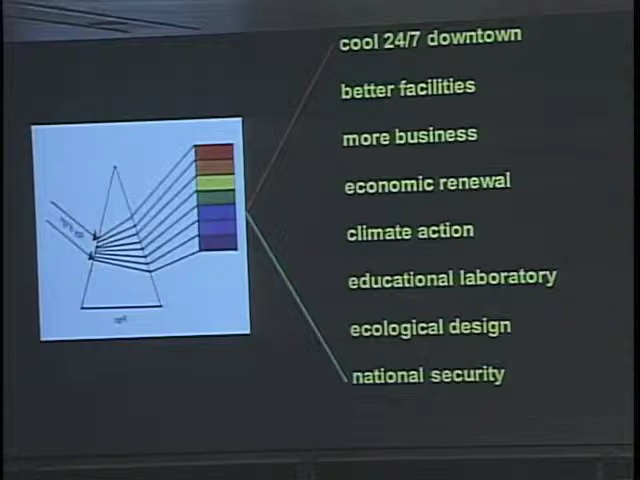 cool 24/7 downtown
better facilities
more business
economic renewal
climate action
educational laboratory
ecological design
national security